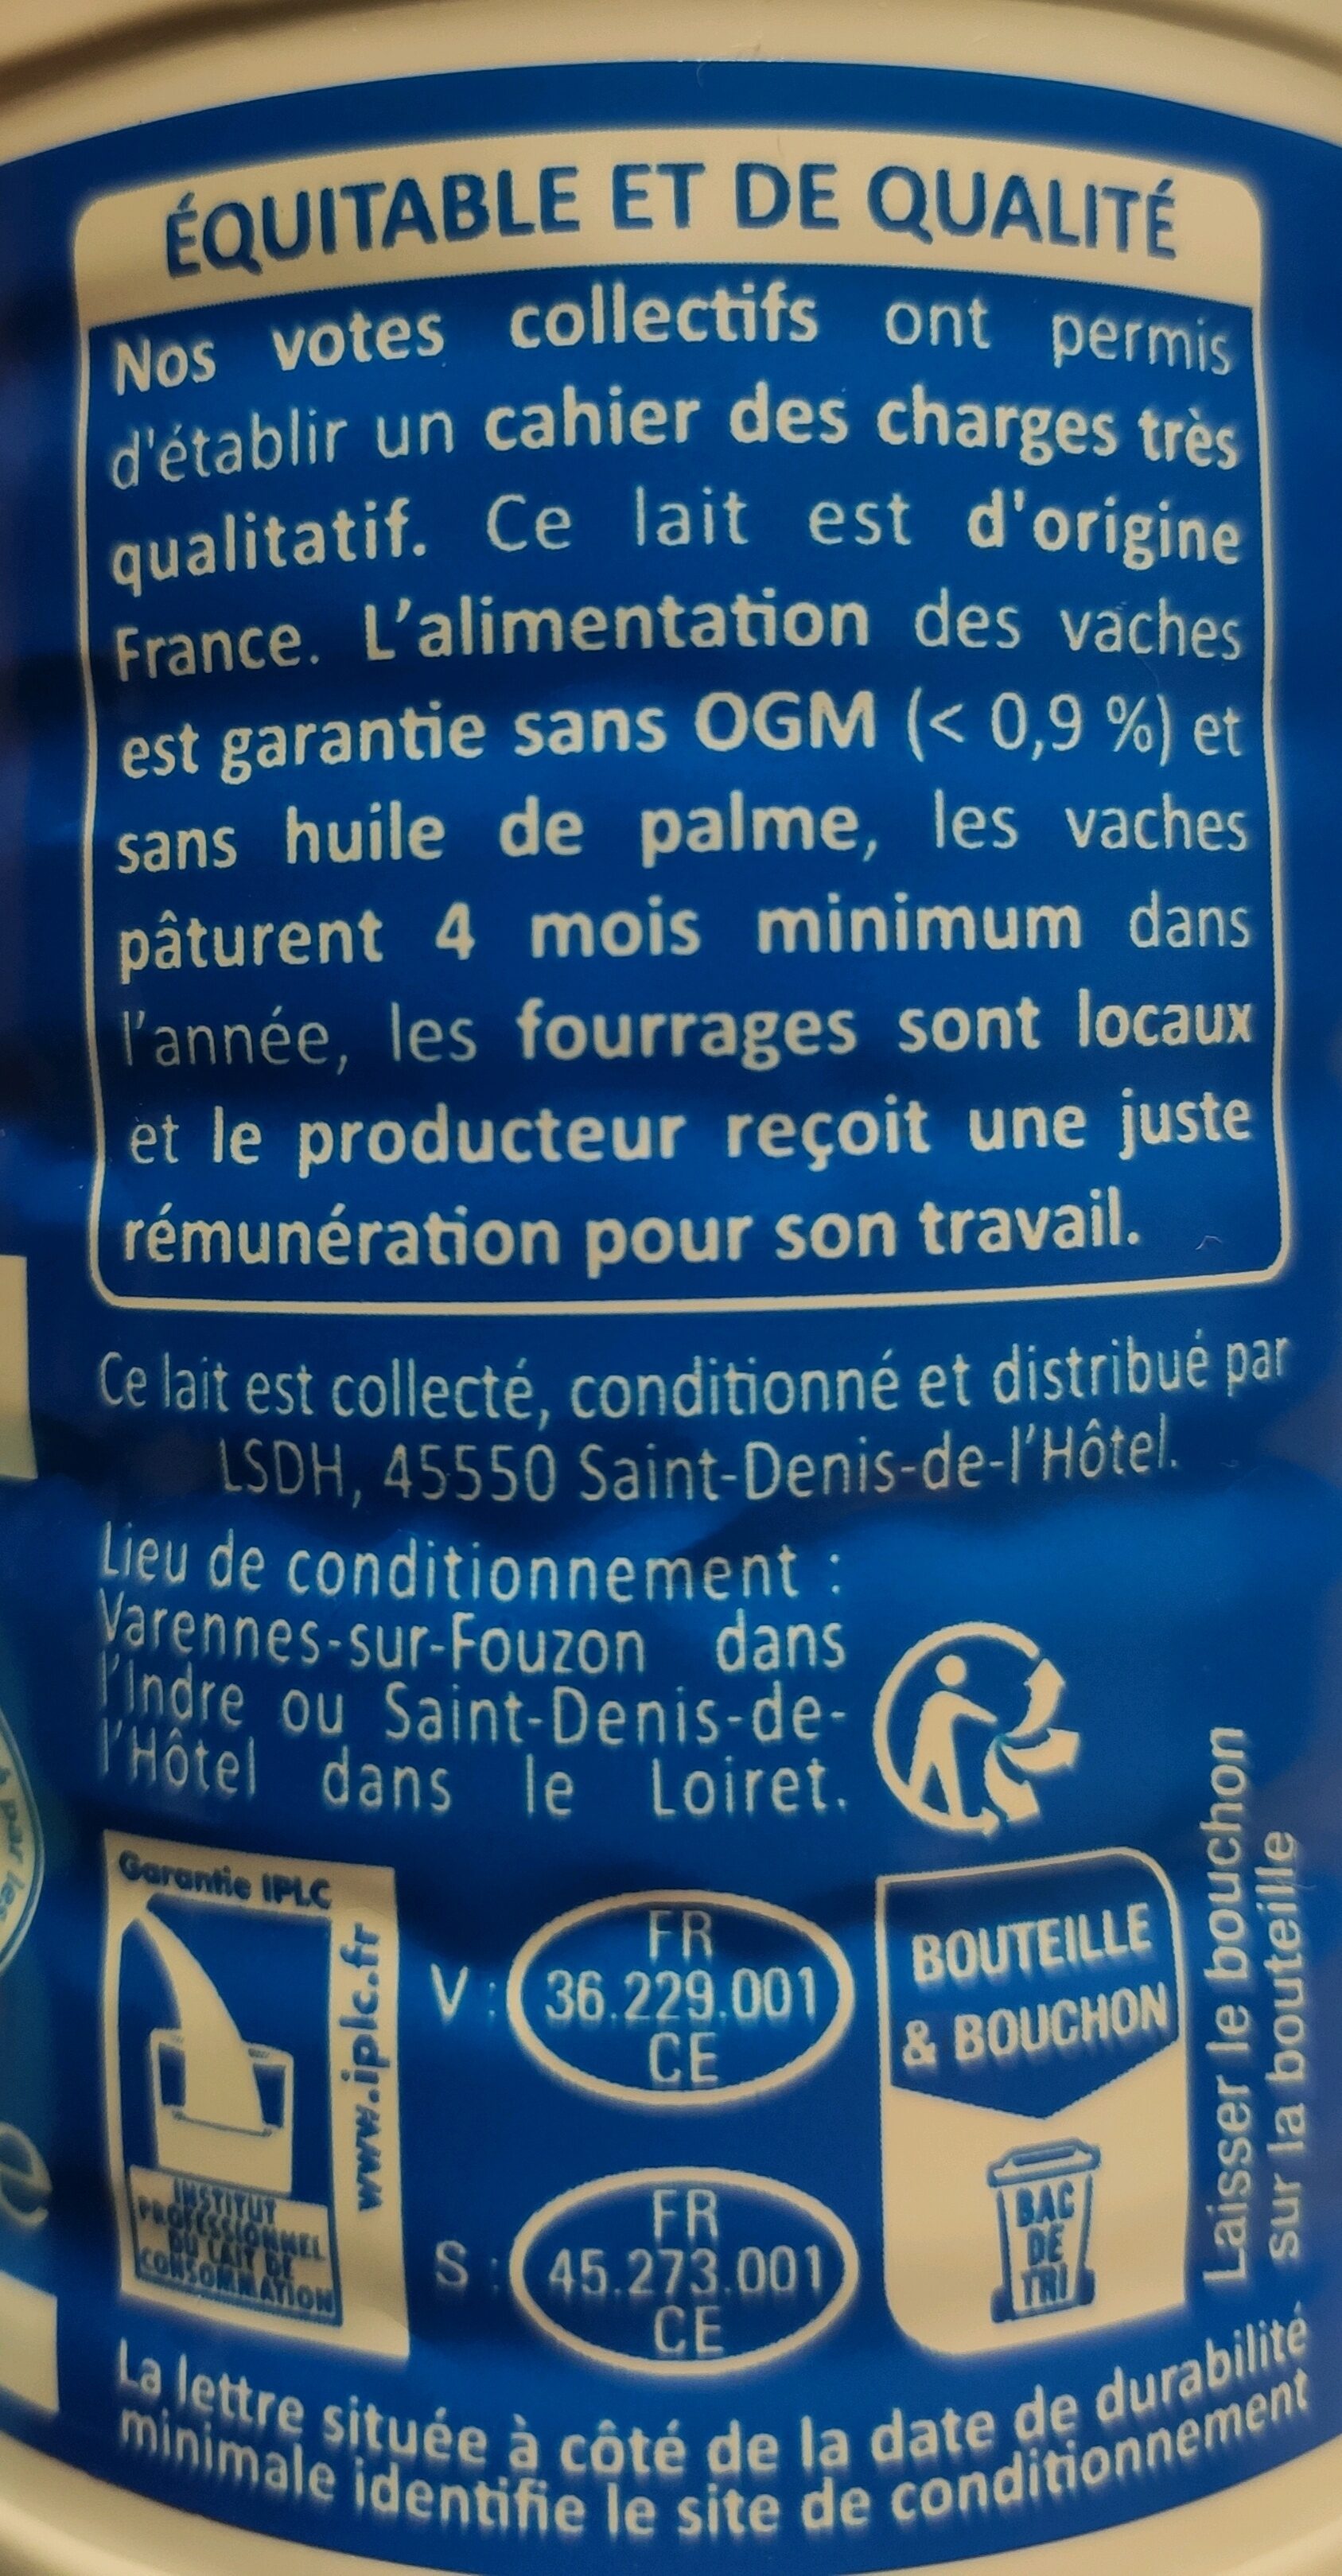 ÉQUITABLE ET DE QUALITÉ
Nos votes collectifs ont permis
d'établir un cahier des charges très
qualitatif. Ce lait est d'origine
France. L’alimentation des vaches
est garantie sans OGM (< 0,9 %) et
sans huile de palme, les vaches
pâturent 4 mois minimum dans
l’année, les fourrages sont locaux
et le producteur reçoit une juste
rémunération pour son travail.
Ce lait est collecté, conditionné et distribué par
LSDH, 45550 Saint-Denis-de-l’Hôtel.
Lieu de conditionnement :
Varennes-sur-Fouzon dans
l’Indre ou Saint-Denis-de-
l’Hôtel dans le Loiret.
Garantie IPLC
www.iplc.fr
INSTITUT
PROFESSIONNEL
DU LAIT DE
CONSOMMATION
V :
FR
36.229.001
CE
S :
FR
45.273.001
CE
BOUTEILLE
& BOUCHON
BAC
DE
TRI
Laisser le bouchon
sur la bouteille
La lettre située à côté de la date de durabilité
minimale identifie le site de conditionnement
par les
e